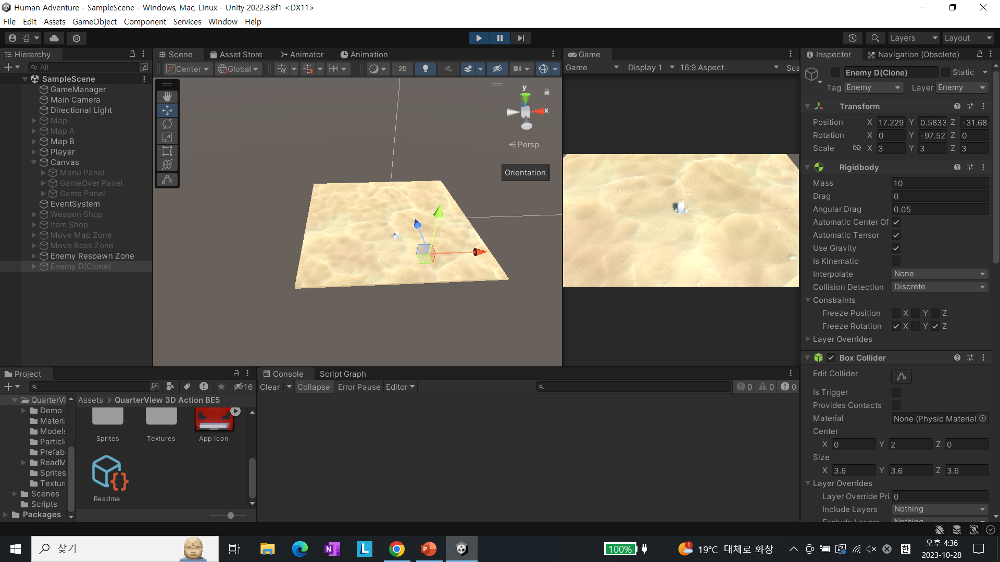 Human Adventure - SampleScene - Windows, Mac, Linux - Unity 2022.3.8f1 <DX11>
File Edit Assets GameObject Component Services Window Help
김 Layers Layout
Hierarchy
All
SampleScene
GameManager
Main Camera
Directional Light
Map
Map A
Map B
Player
Canvas
Menu Panel
GameOver Panel
Game Panel
EventSystem
Weapon Shop
Item Shop
Move Map Zone
Move Boss Zone
Enemy Respawn Zone
Enemy D(Clone)
Scene Asset Store Animator Animation
Center Global 2D
y
x
Persp
Orientation
Game
Game Display 1 16:9 Aspect Sca
Inspector Navigation (Obsolete)
Enemy D(Clone) Static
Tag Enemy Layer Enemy
Transform
Position X 17.229 Y 0.5833 Z -31.68
Rotation X 0 Y -97.52 Z 0
Scale X 3 Y 3 Z 3
Rigidbody
Mass 10
Drag 0
Angular Drag 0.05
Automatic Center Of
Automatic Tensor
Use Gravity
Is Kinematic
Interpolate None
Collision Detection Discrete
Constraints
Freeze Position X Y Z
Freeze Rotation X Y Z
Layer Overrides
Box Collider
Edit Collider
Is Trigger
Provides Contacts
Material None (Physic Material
Center
X 0 Y 2 Z 0
Size
X 3.6 Y 3.6 Z 3.6
Layer Overrides
Layer Override Pri 0
Include Layers Nothing
Exclude Layers Nothing
Project
16
QuarterVi
Demo
Materia
Models
Particle
Prefab
ReadM
Sprites
Texture
Scenes
Scripts
Packages
Assets > QuarterView 3D Action BE5
Sprites Textures App Icon
Readme
Console Script Graph
Clear Collapse Error Pause Editor 0 0 0
찾기
100% 1 19°C 대체로 화창 한 오후 4:36
2023-10-28